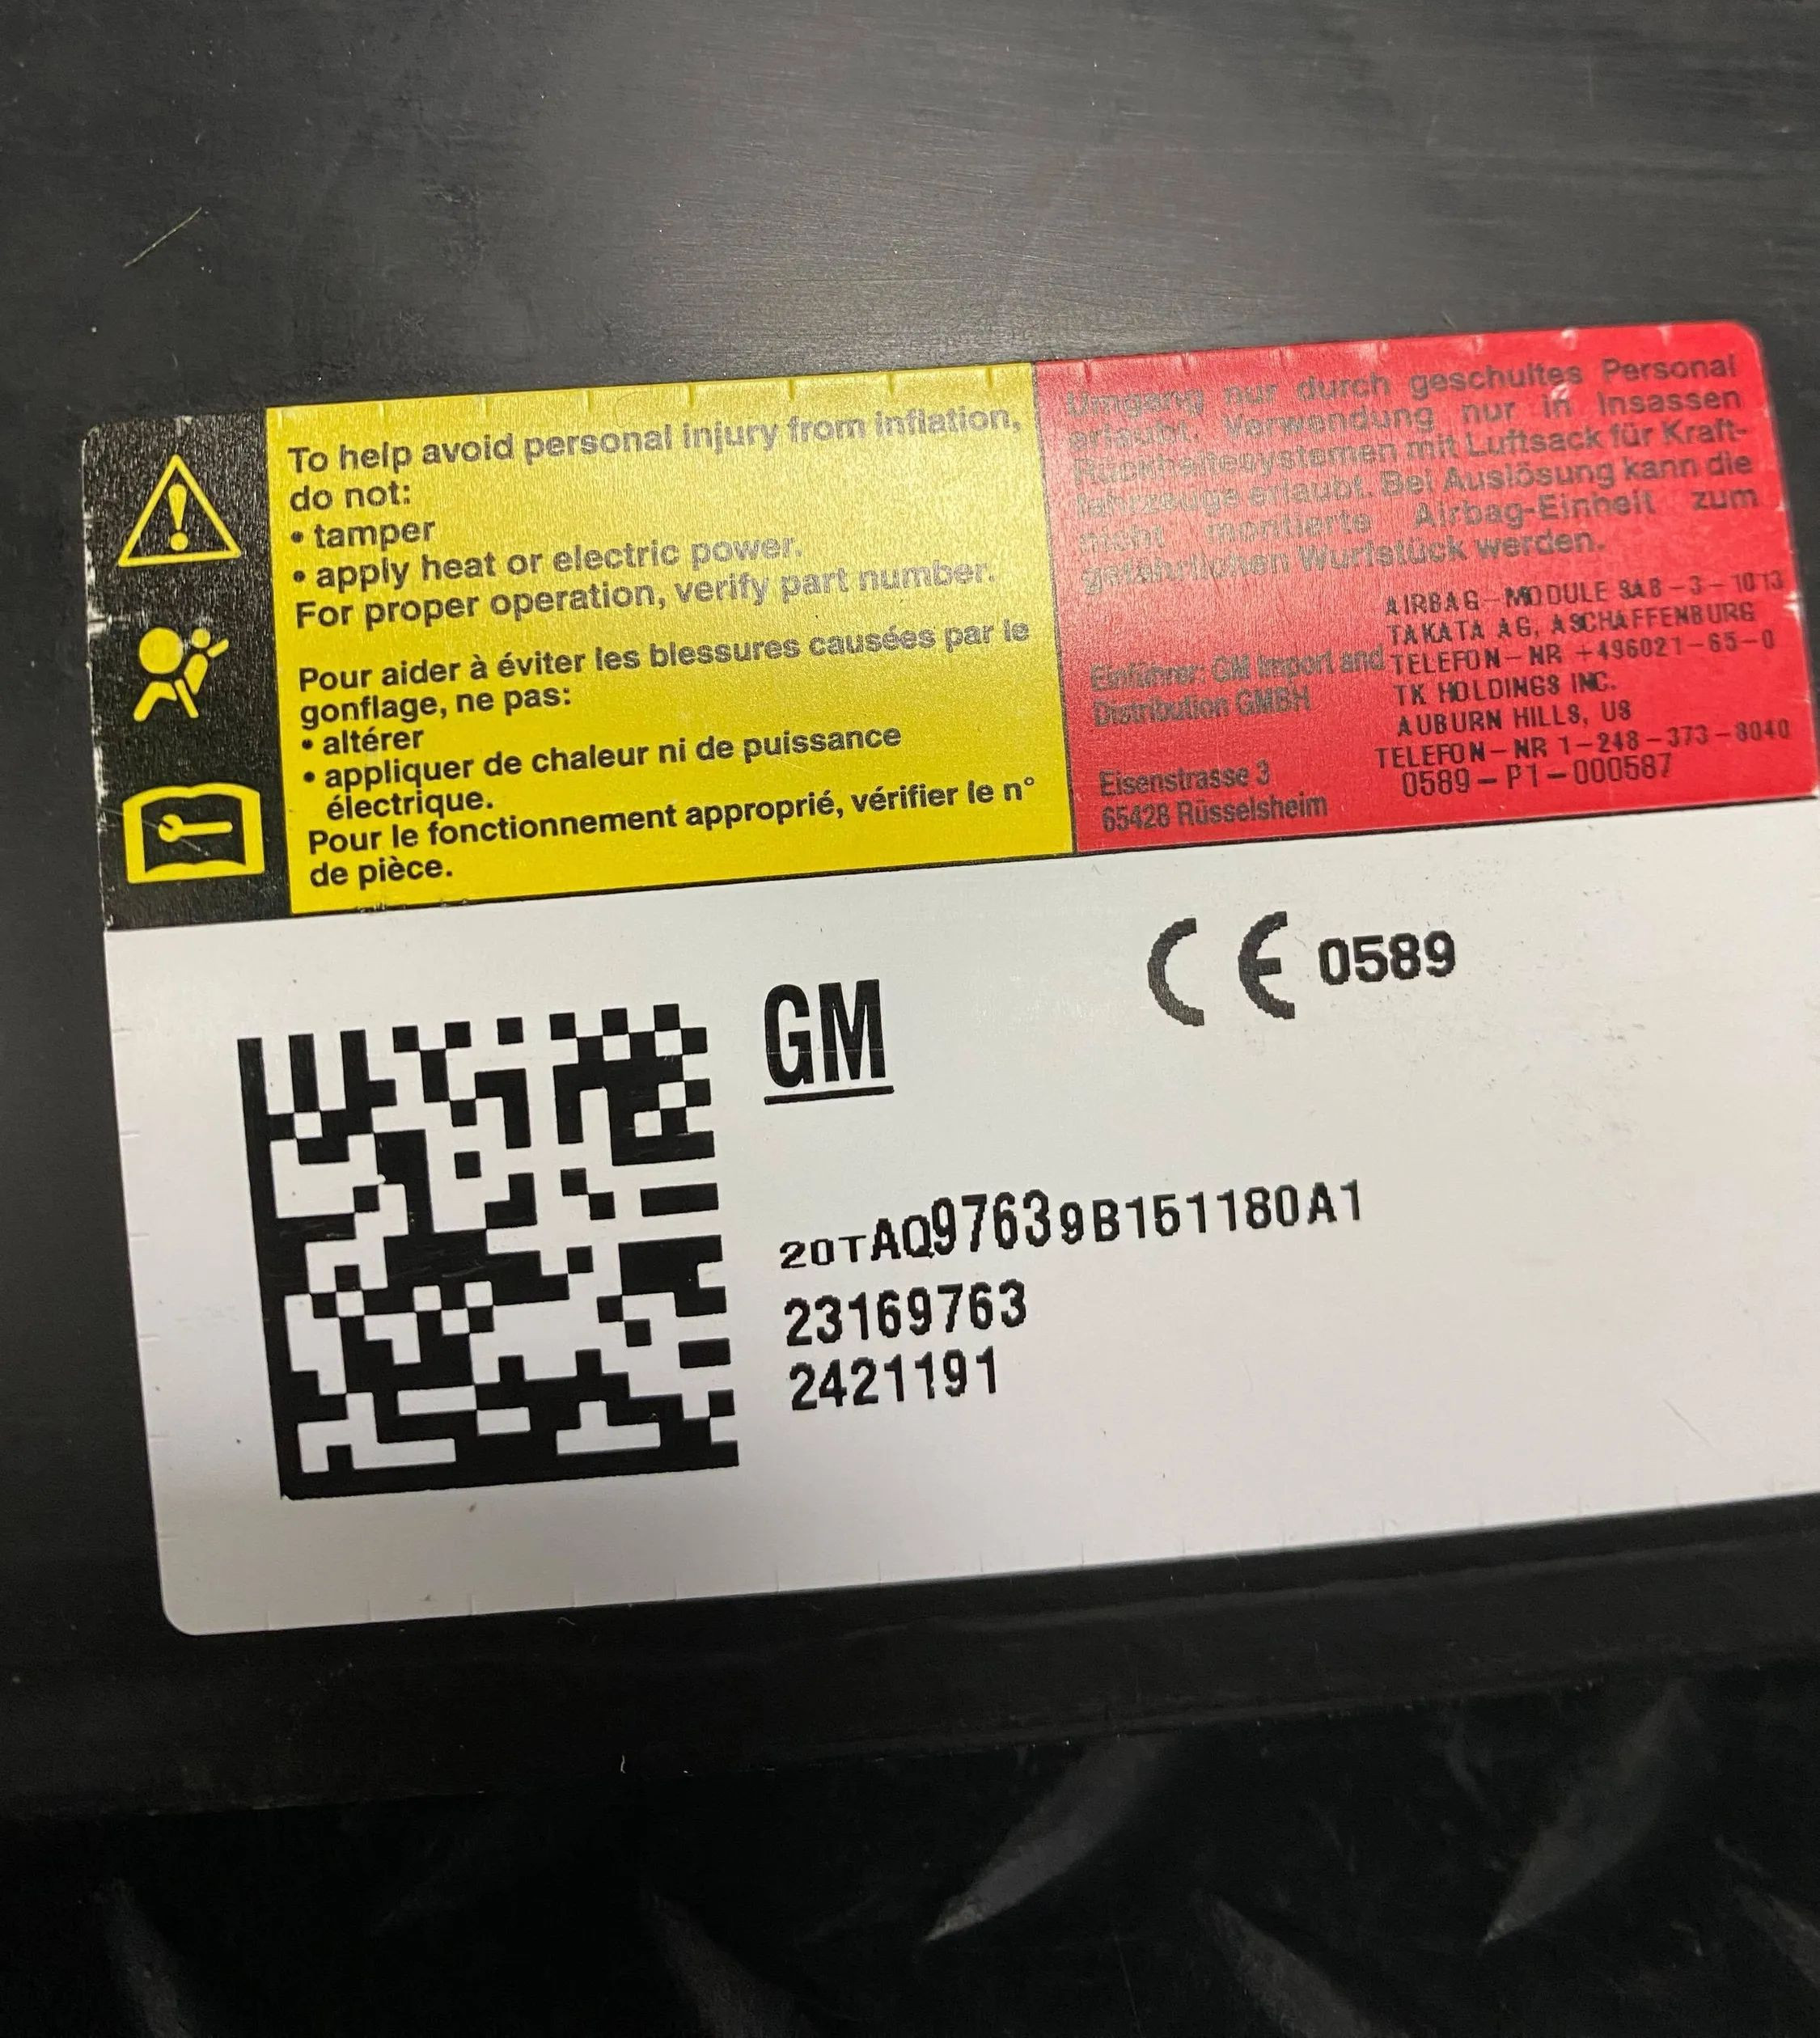 To help avoid personal injury from inflation,
do not:
• tamper
• apply heat or electric power.
For proper operation, verify part number.
Pour aider à éviter les blessures causées par le
gonflage, ne pas:
• altérer
• appliquer de chaleur ni de puissance
électrique.
Pour le fonctionnement approprié, vérifier le n°
de pièce.
Umgang nur durch geschultes Personal
erlaubt. Verwendung nur in Insassen
Rückhaltesystemen mit Luftsack für Kraft-
fahrzeuge erlaubt. Bei Auslösung kann die
nicht montierte Airbag-Einheit zum
gefährlichen Wurfstück werden.
AIRBAG-MODULE SAB-3-1013
TAKATA AG, ASCHAFFENBURG
TELEFON-NR +496021-65-0
TK HOLDINGS INC.
AUBURN HILLS, US
TELEFON-NR 1-248-373-8040
0589-P1-000587
Einführer: GM Import and
Distribution GMBH
Eisenstrasse 3
65428 Rüsselsheim
CE 0589
GM
20TAQ97639B151180A1
23169763
2421191